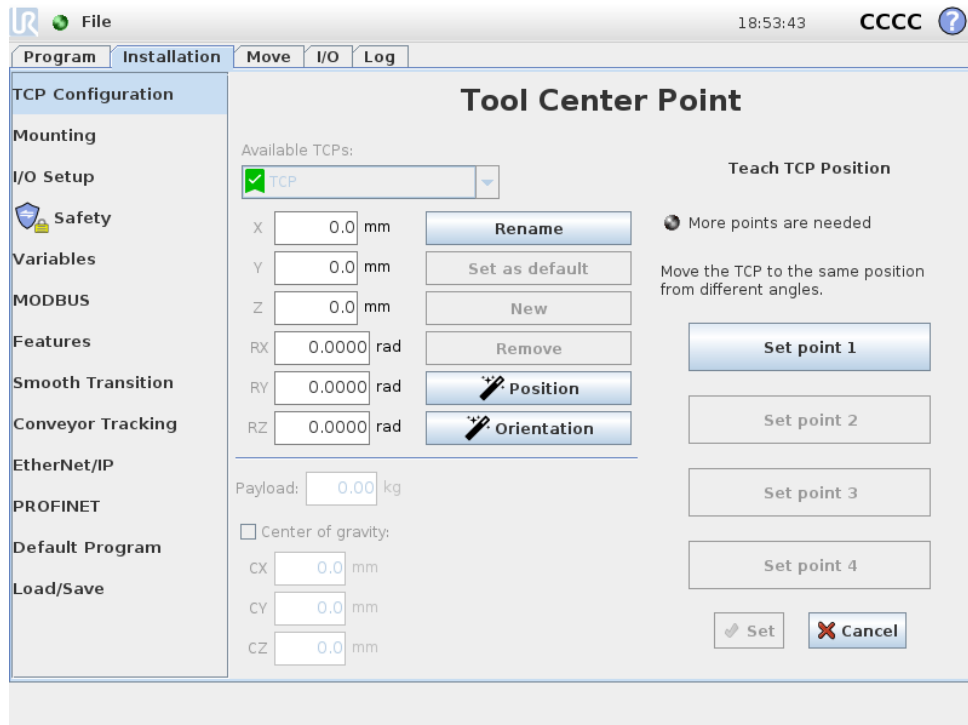 UR File 18:53:43 CCCC ?
Program Installation Move I/O Log
TCP Configuration
Mounting
I/O Setup
Safety
Variables
MODBUS
Features
Smooth Transition
Conveyor Tracking
EtherNet/IP
PROFINET
Default Program
Load/Save
Tool Center Point
Available TCPs:
TCP
X 0.0 mm Rename
Y 0.0 mm Set as default
Z 0.0 mm New
RX 0.0000 rad Remove
RY 0.0000 rad Position
RZ 0.0000 rad Orientation
Payload: 0.00 kg
Center of gravity:
CX 0.0 mm
CY 0.0 mm
CZ 0.0 mm
Teach TCP Position
More points are needed
Move the TCP to the same position
from different angles.
Set point 1
Set point 2
Set point 3
Set point 4
Set Cancel